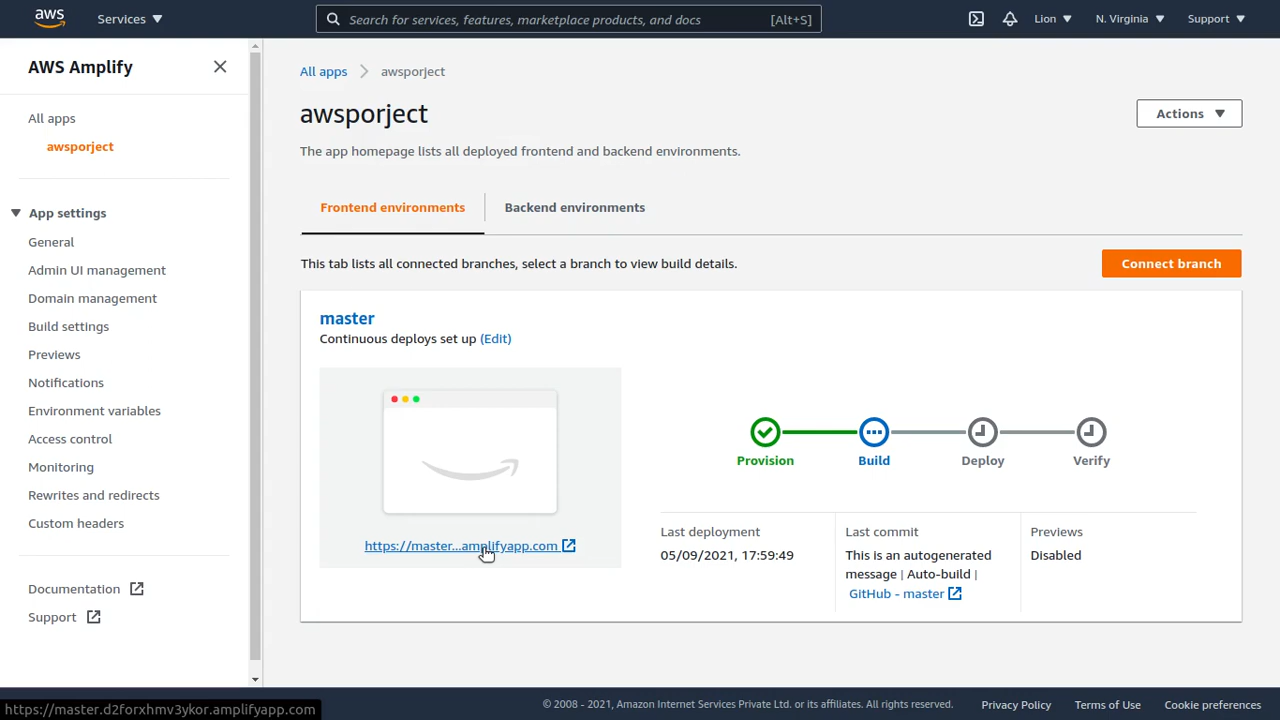 aws
Services
Search for services, features, marketplace products, and docs
[Alt+S]
Lion
N. Virginia
Support
AWS Amplify
All apps
awsporject
App settings
General
Admin UI management
Domain management
Build settings
Previews
Notifications
Environment variables
Access control
Monitoring
Rewrites and redirects
Custom headers
Documentation
Support
All apps
awsporject
awsporject
Actions
The app homepage lists all deployed frontend and backend environments.
Frontend environments
Backend environments
This tab lists all connected branches, select a branch to view build details.
Connect branch
master
Continuous deploys set up (Edit)
https://master...amplifyapp.com
Provision
Build
Deploy
Verify
Last deployment
05/09/2021, 17:59:49
Last commit
This is an autogenerated
message | Auto-build |
GitHub - master
Previews
Disabled
https://master.d2forxhmv3ykor.amplifyapp.com
© 2008 - 2021, Amazon Internet Services Private Ltd. or its affiliates. All rights reserved.
Privacy Policy
Terms of Use
Cookie preferences